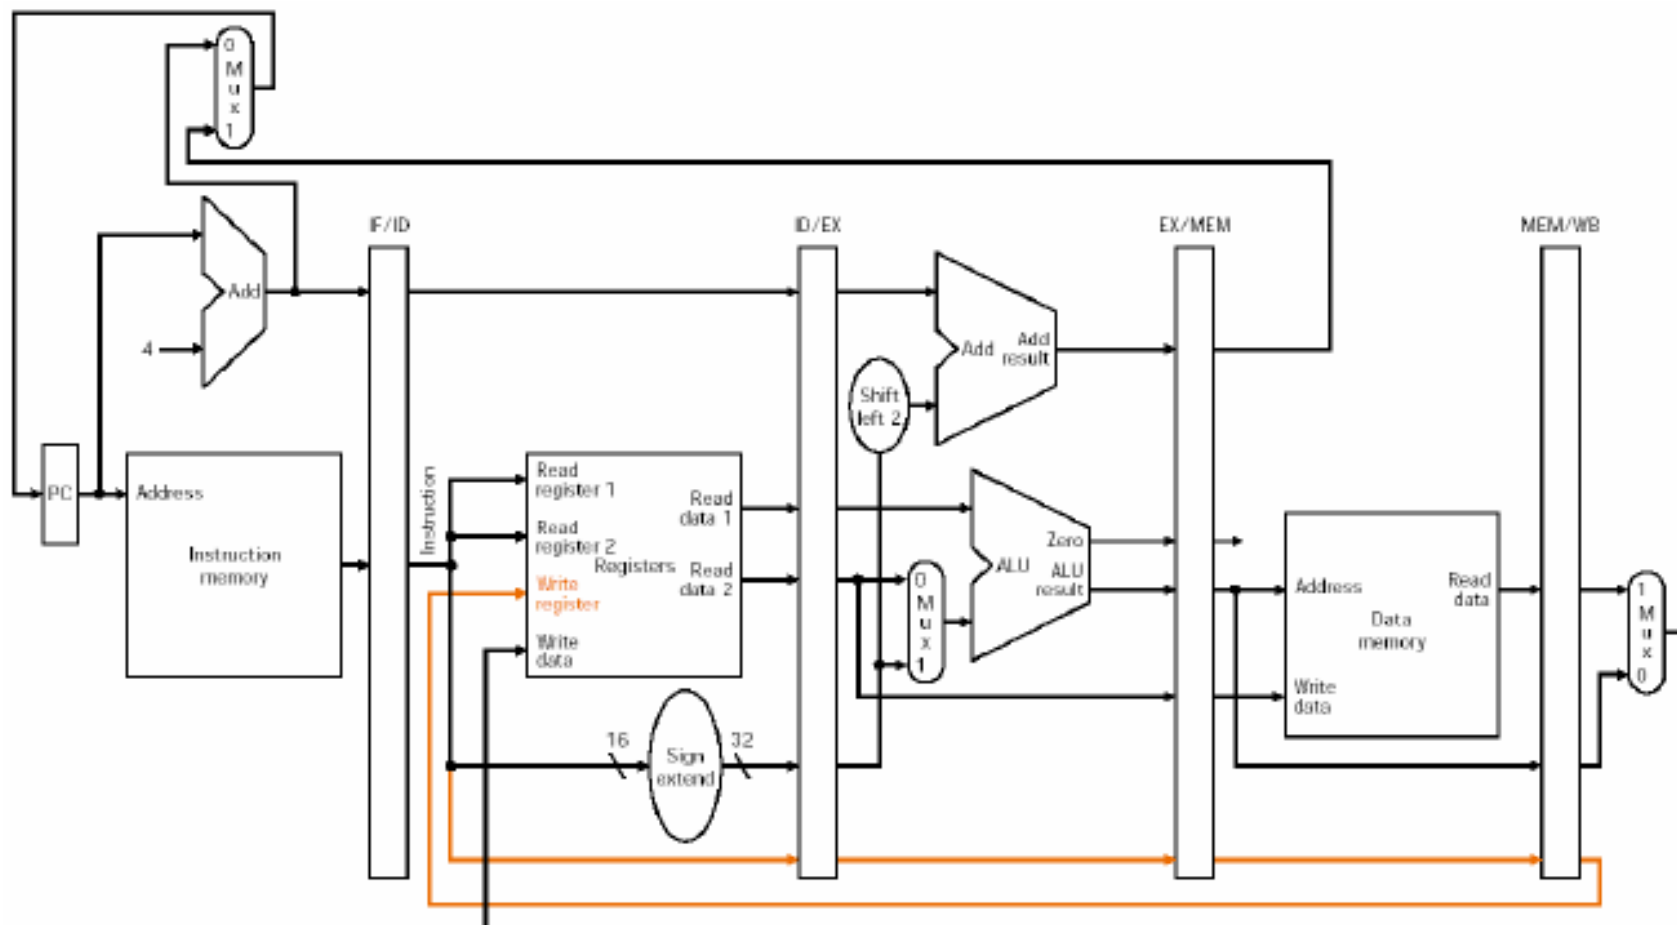 0
M
u
x
1
IF/ID
ID/EX
EX/MEM
MEM/WB
Add
4
Add
Add
result
Shift
left 2
PC
Address
Instruction
memory
Instruction
Read
register 1
Read
register 2
Write
register
Write
data
Registers
Read
data 1
Read
data 2
Zero
ALU
ALU
result
0
M
u
x
1
Address
Read
data
Data
memory
Write
data
1
M
u
x
0
16
Sign
extend
32